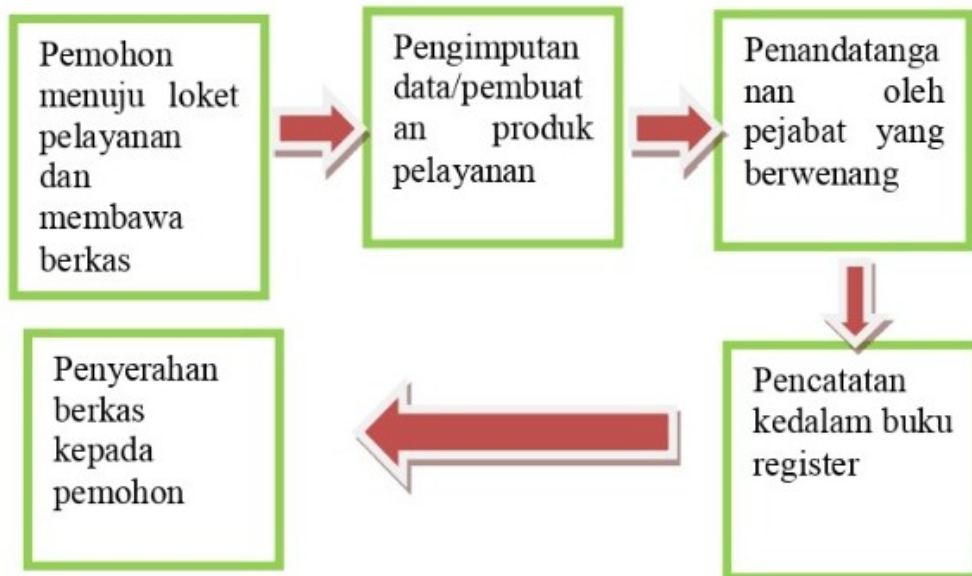 Pemohon
menuju loket
pelayanan
dan
membawa
berkas
Pengimputan
data/pembuat
an produk
pelayanan
Penandatanga
nan oleh
pejabat yang
berwenang
Pencatatan
kedalam buku
register
Penyerahan
berkas
kepada
pemohon